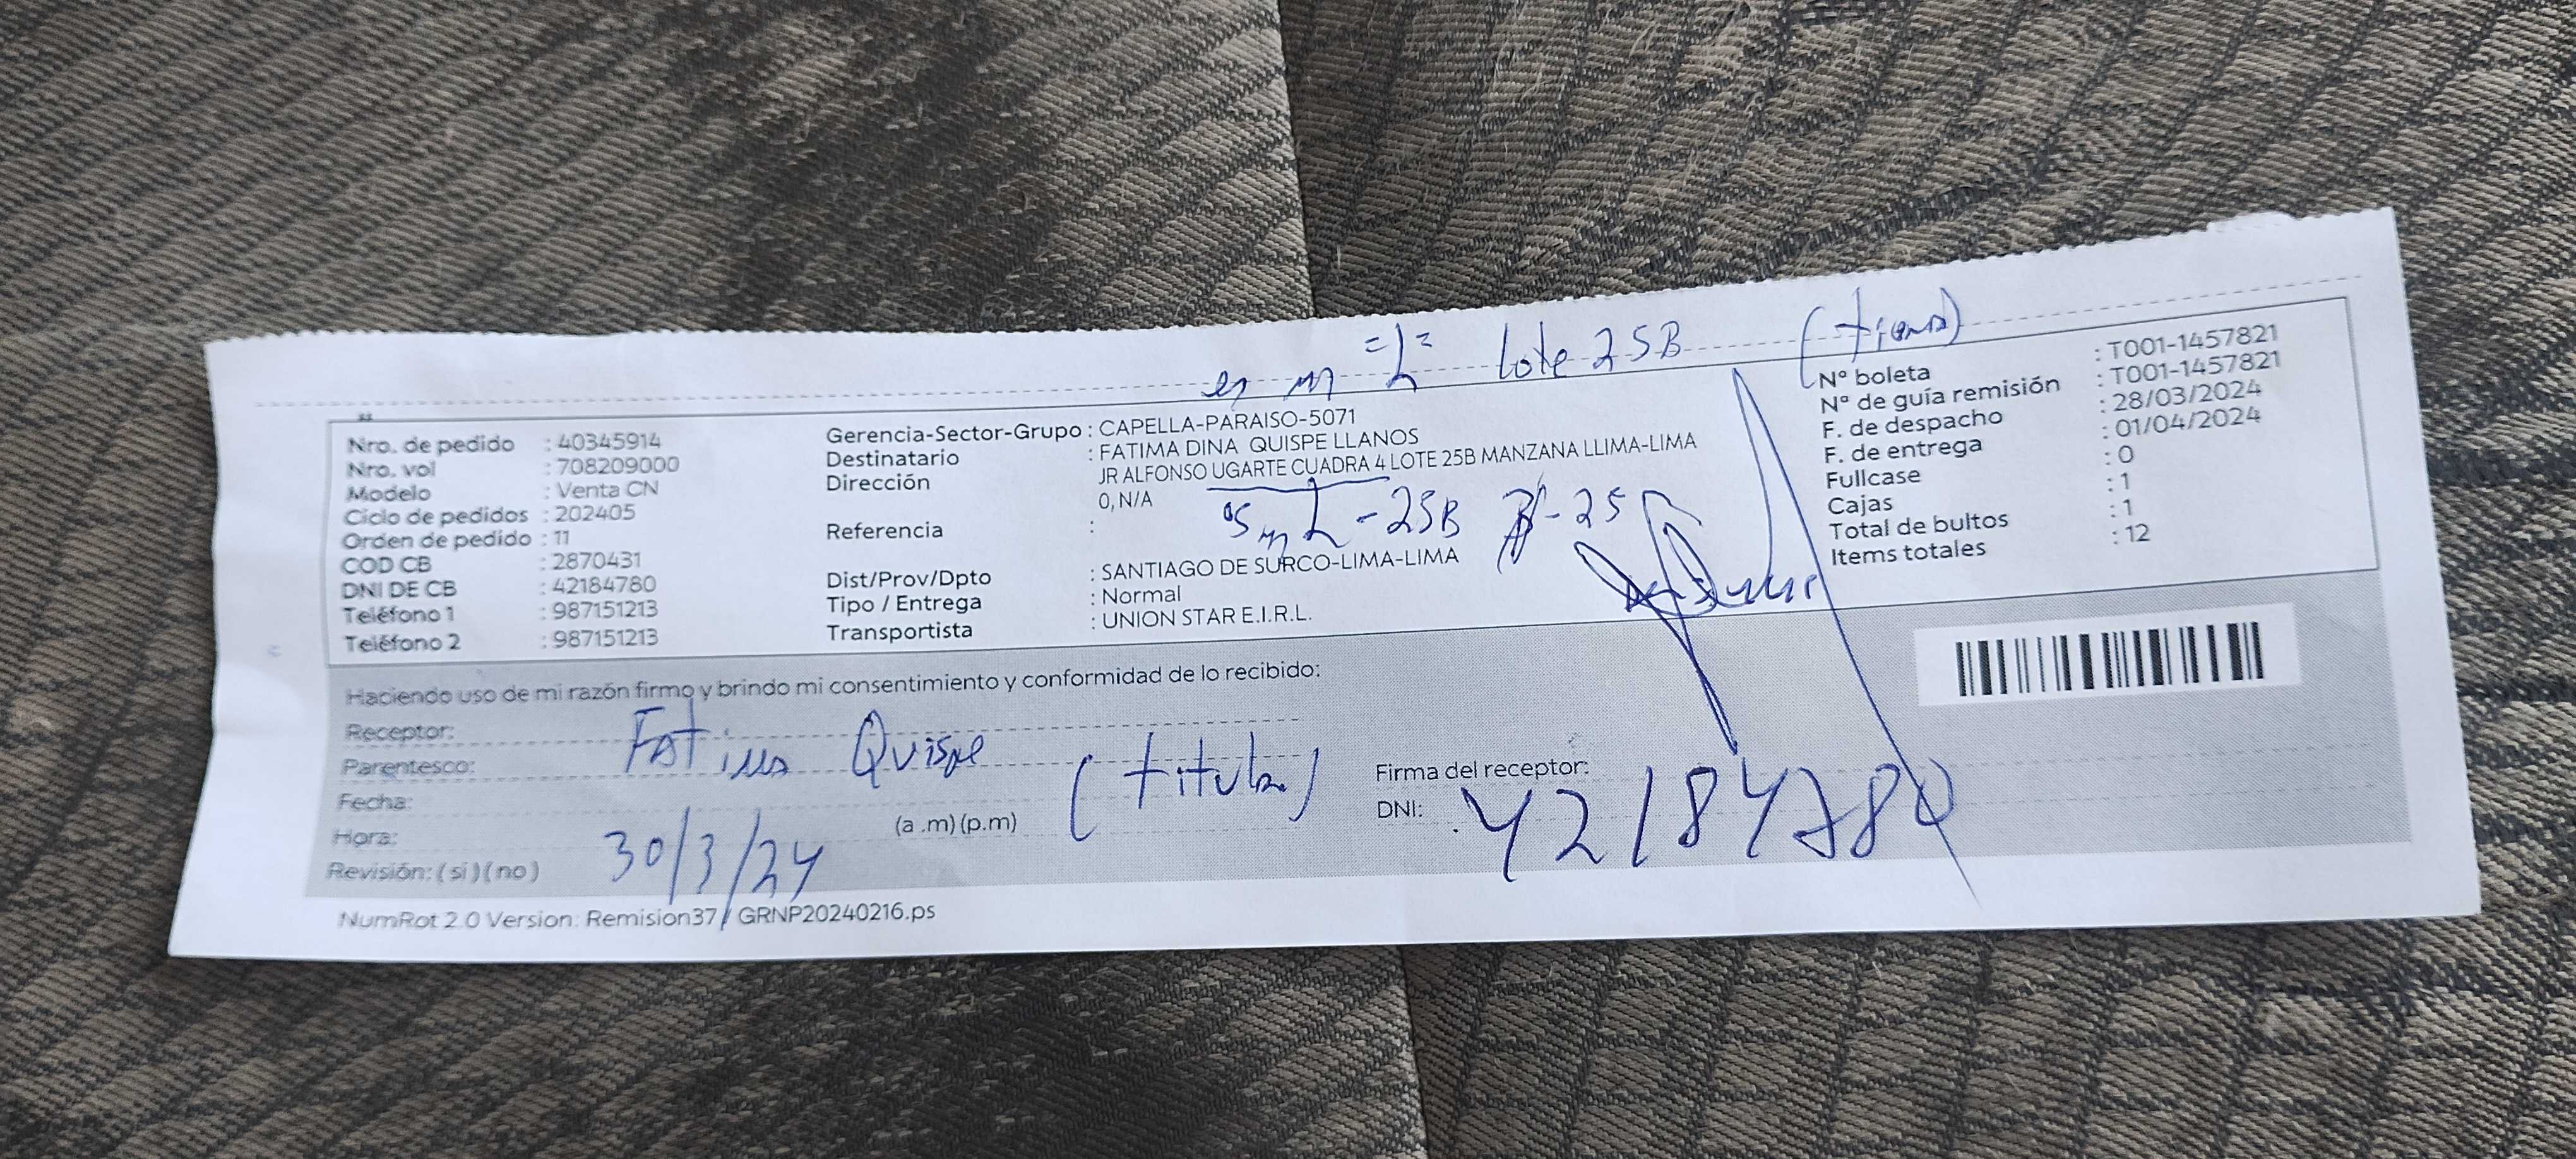 es m "L" lote 25B
Nro. de pedido : 40345914
Nro. vol : 708209000
Modelo : Venta CN
Ciclo de pedidos : 202405
Orden de pedido : 11
COD CB : 2870431
DNI DE CB : 42184780
Teléfono 1 : 987151213
Teléfono 2 : 987151213
Gerencia-Sector-Grupo : CAPELLA-PARAISO-5071
Destinatario : FATIMA DINA QUISPE LLANOS
Dirección : JR ALFONSO UGARTE CUADRA 4 LOTE 25B MANZANA LLIMA-LIMA
0, N/A
Referencia :
L - 25B
Dist/Prov/Dpto : SANTIAGO DE SURCO-LIMA-LIMA
Tipo / Entrega : Normal
Transportista : UNION STAR E.I.R.L.
N° boleta : T001-1457821
N° de guía remisión : T001-1457821
F. de despacho : 28/03/2024
F. de entrega : 01/04/2024
Fullcase : 0
Cajas : 1
Total de bultos : 1
Items totales : 12
Haciendo uso de mi razón firmo y brindo mi consentimiento y conformidad de lo recibido:
Receptor:
Parentesco: Fatima Quispe (titular)
Fecha:
Hora: 30/3/24 (a .m) (p.m)
Revisión: ( si ) ( no )
Firma del receptor:
DNI: 42184780
NumRot 2.0 Version: Remision37 / GRNP20240216.ps